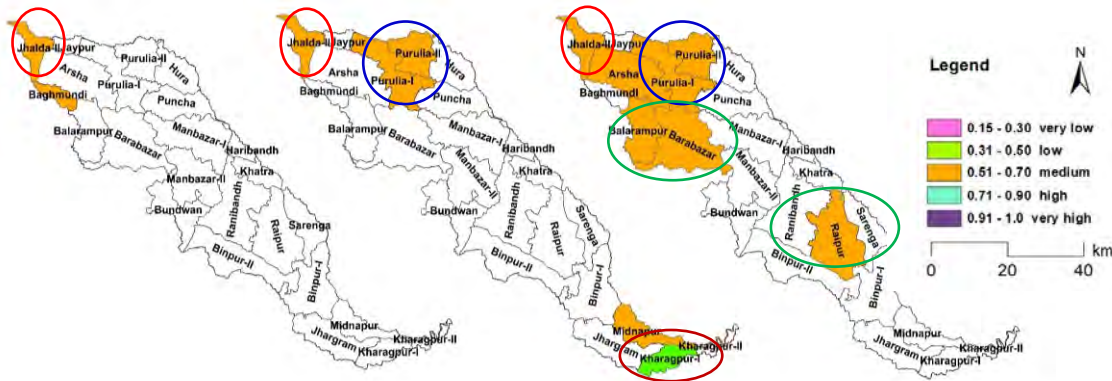 Jhalda-II
Jaypur
Purulia-II
Hura
Arsha
Purulia-I
Baghmundi
Puncha
Balarampur
Barabazar
Manbazar-I
Haribandh
Khatra
Manbazar-II
Bundwan
Ranibandh
Raipur
Sarenga
Binpur-II
Binpur-I
Midnapur
Jhargram
Kharagpur-I
Kharagpur-II
Jhalda-II
Jaypur
Purulia-II
Hura
Arsha
Purulia-I
Baghmundi
Puncha
Balarampur
Barabazar
Manbazar-I
Haribandh
Khatra
Manbazar-II
Bundwan
Ranibandh
Raipur
Sarenga
Binpur-II
Binpur-I
Midnapur
Jhargram
Kharagpur-I
Kharagpur-II
Jhalda-II
Jaypur
Purulia-II
Hura
Arsha
Purulia-I
Baghmundi
Puncha
Balarampur
Barabazar
Manbazar-I
Haribandh
Khatra
Manbazar-II
Bundwan
Ranibandh
Raipur
Sarenga
Binpur-II
Binpur-I
Midnapur
Jhargram
Kharagpur-I
Kharagpur-II
N
Legend
0.15 - 0.30 very low
0.31 - 0.50 low
0.51 - 0.70 medium
0.71 - 0.90 high
0.91 - 1.0 very high
km
0 20 40